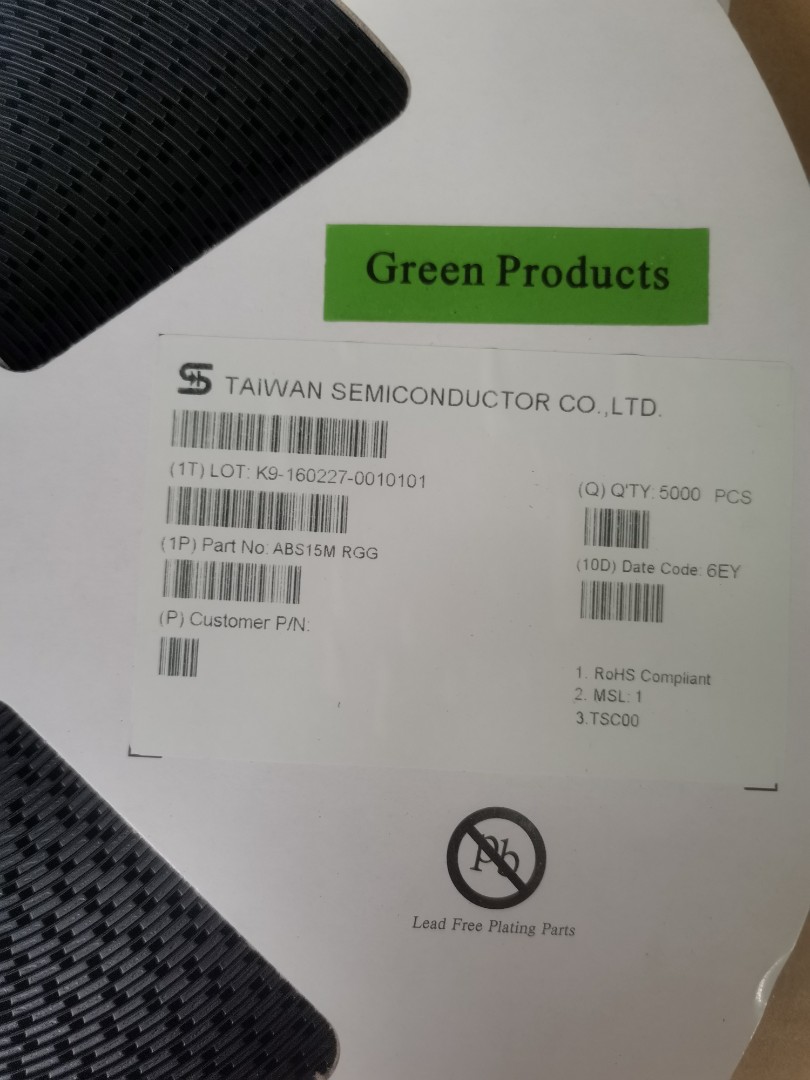 Green Products
TAIWAN SEMICONDUCTOR CO.,LTD.
(1T) LOT: K9-160227-0010101
(Q) Q'TY: 5000 PCS
(1P) Part No: ABS15M RGG
(10D) Date Code: 6EY
(P) Customer P/N:
1. RoHS Compliant
2. MSL: 1
3.TSC00
Pb
Lead Free Plating Parts